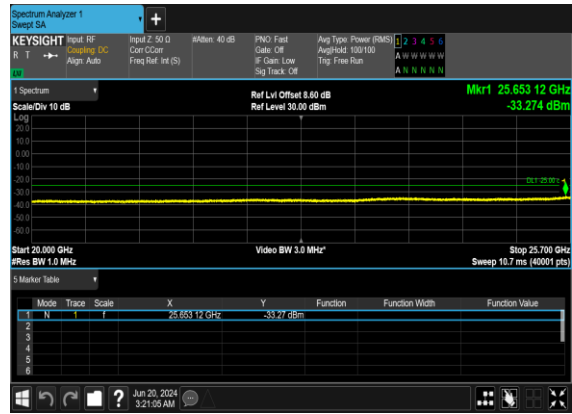 Spectrum Analyzer 1
Swept SA
KEYSIGHT Input: RF Input Z: 50 Ω #Atten: 40 dB PNO: Fast Avg Type: Power (RMS) 1 2 3 4 5 6
R T Coupling: DC Corr CCorr Gate: Off Avg|Hold: 100/100 A W W W W W
Align: Auto Freq Ref: Int (S) IF Gain: Low Trig: Free Run
Sig Track: Off A N N N N N
1 Spectrum Ref Lvl Offset 8.60 dB Mkr1 25.653 12 GHz
Scale/Div 10 dB Ref Level 30.00 dBm -33.274 dBm
Log
20.0
10.0
0.00
-10.0
-20.0
-30.0
-40.0
-50.0
-60.0
Start 20.000 GHz Video BW 3.0 MHz* Stop 25.700 GHz
#Res BW 1.0 MHz Sweep 10.7 ms (40001 pts)
5 Marker Table
Mode Trace Scale X Y Function Function Width Function Value
1 N 1 f 25.653 12 GHz -33.27 dBm
2
3
4
5
6
? Jun 20, 2024
3:21:05 AM